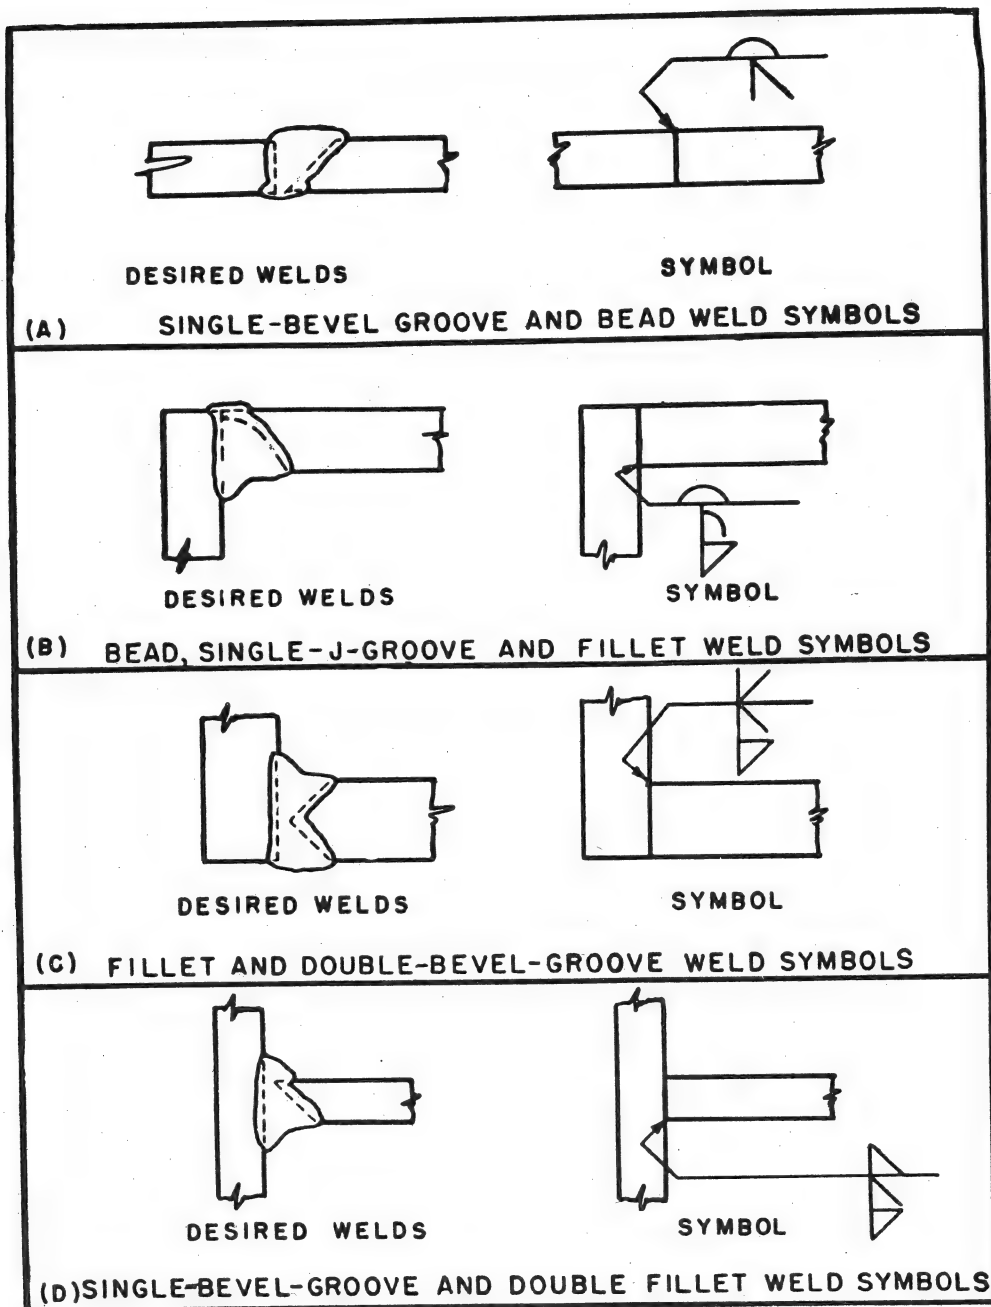 DESIRED WELDS
SYMBOL
(A) SINGLE-BEVEL GROOVE AND BEAD WELD SYMBOLS
DESIRED WELDS
SYMBOL
(B) BEAD, SINGLE-J-GROOVE AND FILLET WELD SYMBOLS
DESIRED WELDS
SYMBOL
(C) FILLET AND DOUBLE-BEVEL-GROOVE WELD SYMBOLS
DESIRED WELDS
SYMBOL
(D) SINGLE-BEVEL-GROOVE AND DOUBLE FILLET WELD SYMBOLS